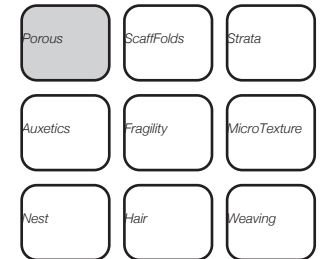 Porous ScaffFolds Strata
Auxetics Fragility MicroTexture
Nest Hair Weaving